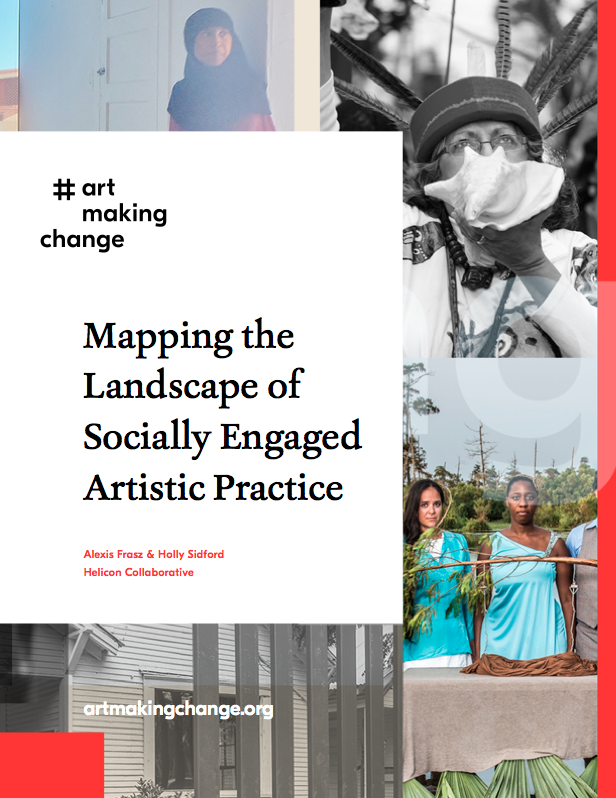 # art
making
change
Mapping the
Landscape of
Socially Engaged
Artistic Practice
Alexis Frasz & Holly Sidford
Helicon Collaborative
artmakingchange.org